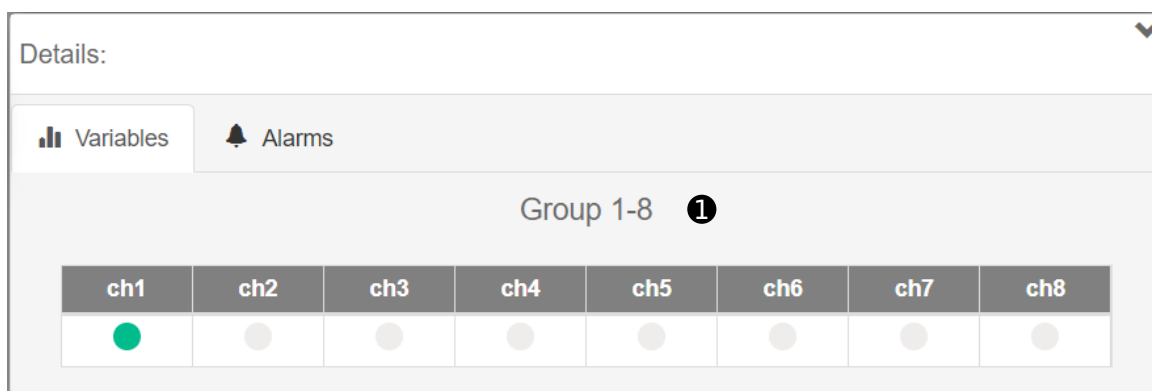 Details:
Variables Alarms
Group 1-8 ❶
ch1 ch2 ch3 ch4 ch5 ch6 ch7 ch8